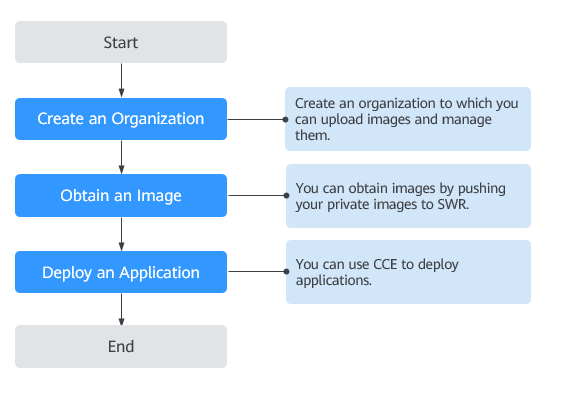 Start
Create an Organization
Create an organization to which you
can upload images and manage
them.
Obtain an Image
You can obtain images by pushing
your private images to SWR.
Deploy an Application
You can use CCE to deploy
applications.
End